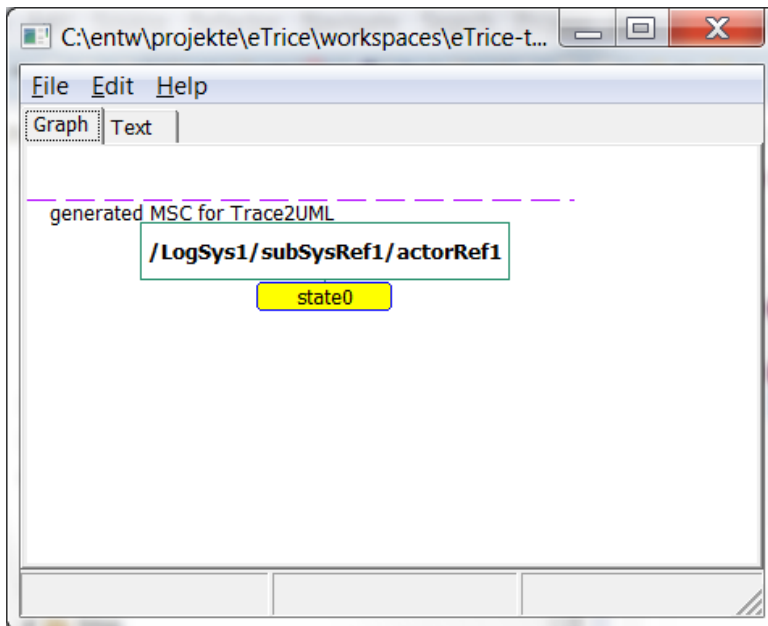 C:\entw\projekte\eTrice\workspaces\eTrice-t...
File Edit Help
Graph Text
generated MSC for Trace2UML
/LogSys1/subSysRef1/actorRef1
state0